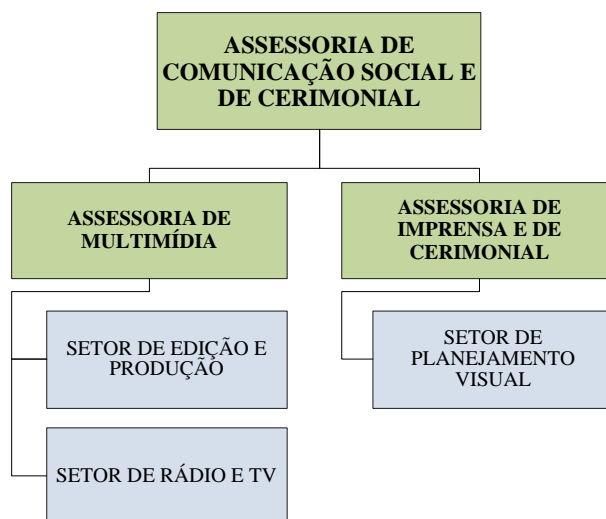 ASSESSORIA DE
COMUNICAÇÃO SOCIAL E
DE CERIMONIAL
ASSESSORIA DE
MULTIMÍDIA
ASSESSORIA DE
IMPRENSA E DE
CERIMONIAL
SETOR DE EDIÇÃO E
PRODUÇÃO
SETOR DE
PLANEJAMENTO
VISUAL
SETOR DE RÁDIO E TV